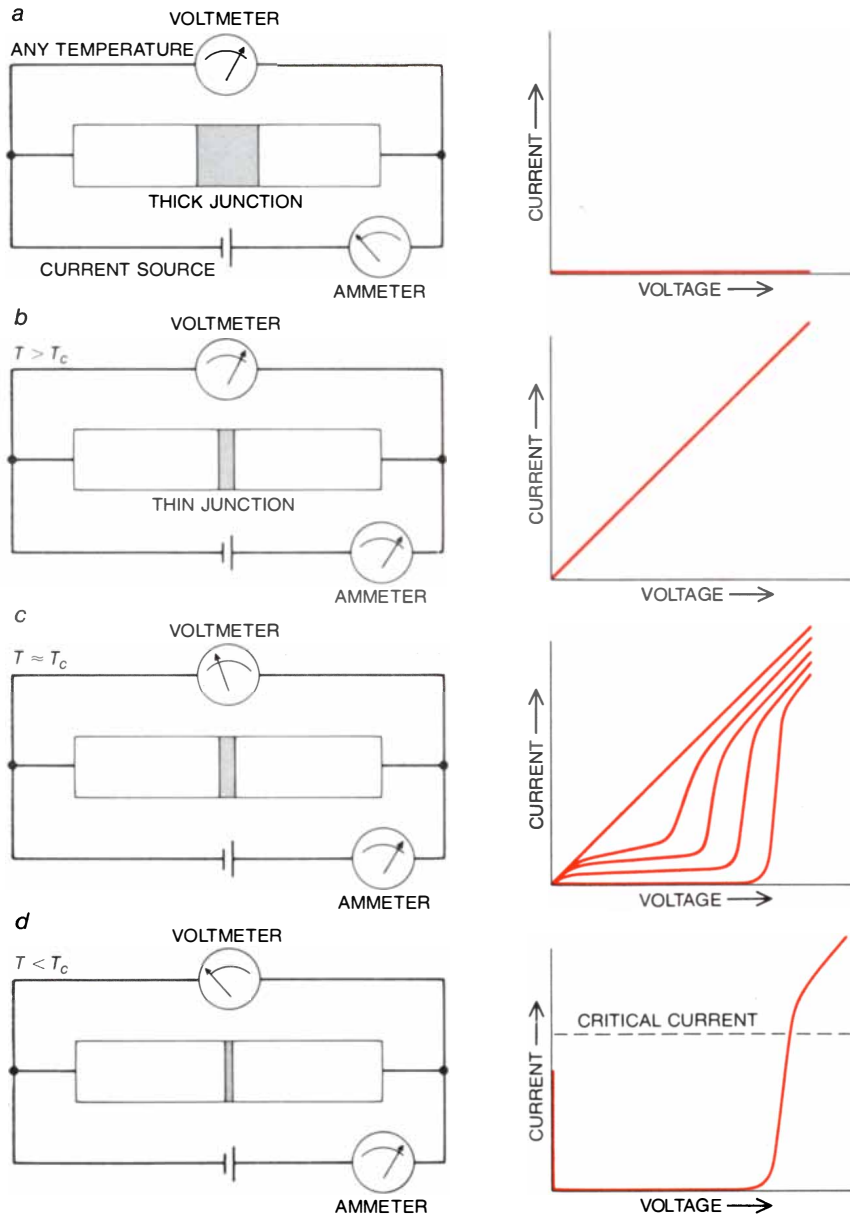 a
VOLTMETER
ANY TEMPERATURE
THICK JUNCTION
CURRENT SOURCE
AMMETER
CURRENT
VOLTAGE
b
VOLTMETER
T > Tc
THIN JUNCTION
AMMETER
CURRENT
VOLTAGE
c
VOLTMETER
T ≈ Tc
AMMETER
CURRENT
VOLTAGE
d
VOLTMETER
T < Tc
AMMETER
CRITICAL CURRENT
CURRENT
VOLTAGE